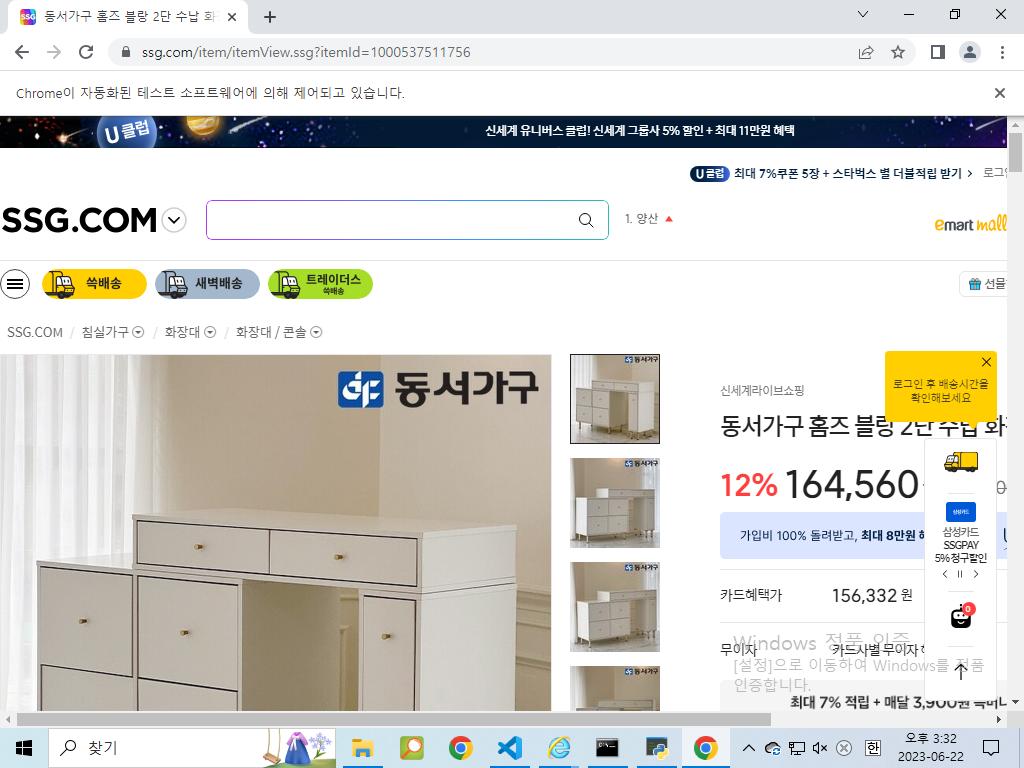 동서가구 홈즈 블랑 2단 수납 화
ssg.com/item/itemView.ssg?itemId=1000537511756
Chrome이 자동화된 테스트 소프트웨어에 의해 제어되고 있습니다.
U 클럽
신세계 유니버스 클럽! 신세계 그룹사 5% 할인 + 최대 11만원 혜택
U 클럽 최대 7%쿠폰 5장 + 스타벅스 별 더블적립 받기 >
로그인
SSG.COM
1. 양산
emart mall
쓱배송
새벽배송
트레이더스
쓱배송
선물
SSG.COM / 침실가구 / 화장대 / 화장대 / 콘솔
동서가구
로그인 후 배송시간을
확인해보세요
신세계라이브쇼핑
동서가구 홈즈 블랑 2단 수납 화
12% 164,560
가입비 100% 돌려받고, 최대 8만원 혜
삼성카드
삼성카드
SSGPAY
5% 청구할인
카드혜택가 156,332 원
0
무이자 카드사별 무이자
Windows 정품 인증
[설정]으로 이동하여 Windows를 정품
인증합니다.
최대 7% 적립 + 매달 3,900원
찾기
한
오후 3:32
2023-06-22